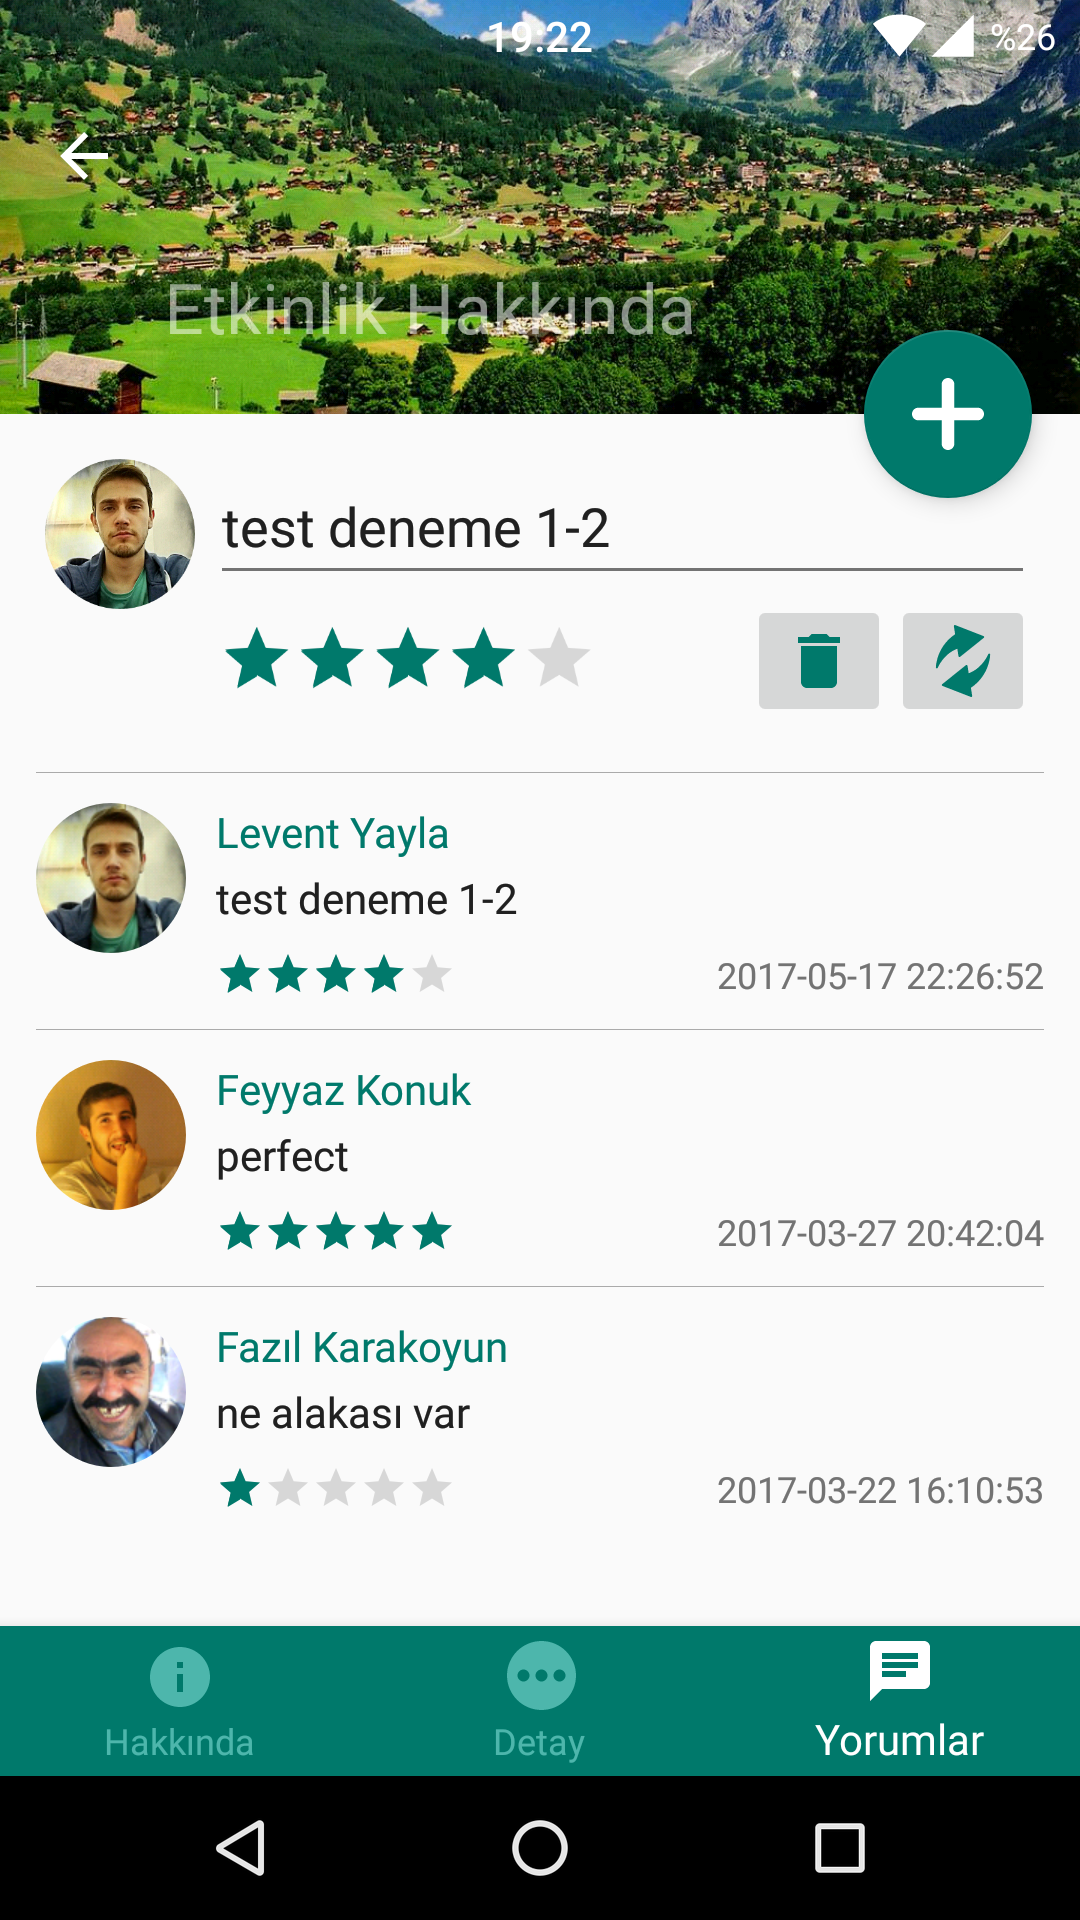 19:22
%26
Etkinlik Hakkında
test deneme 1-2
Levent Yayla
test deneme 1-2
2017-05-17 22:26:52
Feyyaz Konuk
perfect
2017-03-27 20:42:04
Fazıl Karakoyun
ne alakası var
2017-03-22 16:10:53
Hakkında
Detay
Yorumlar